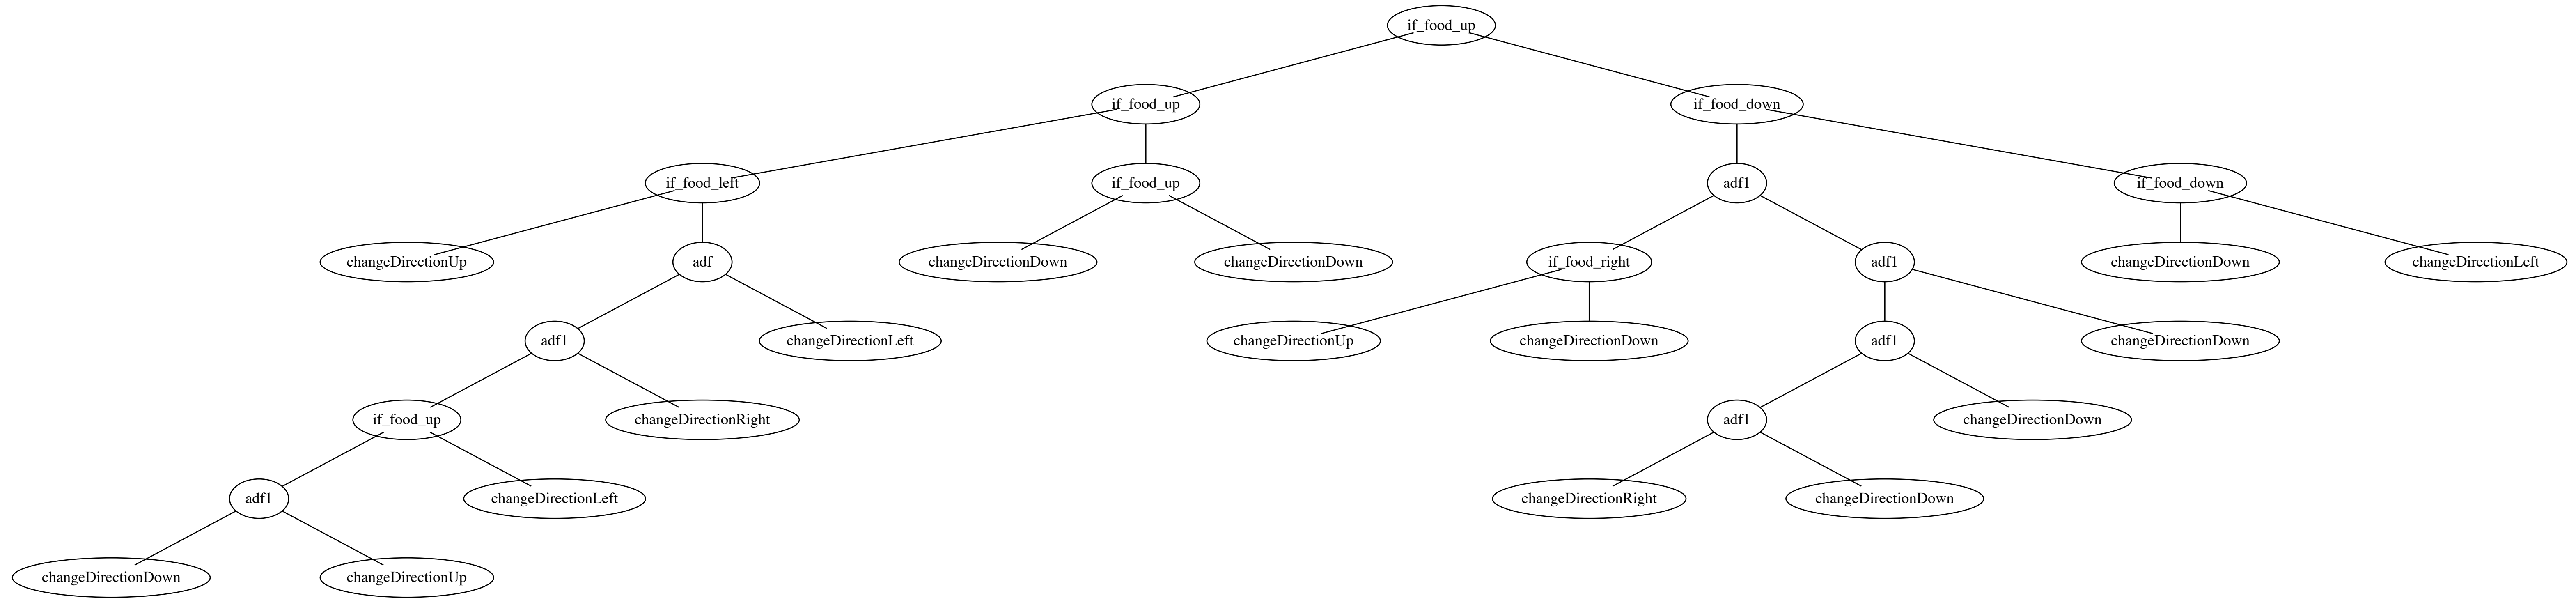 if_food_up
if_food_up
if_food_down
if_food_left
if_food_up
adf1
if_food_down
changeDirectionUp
adf
changeDirectionDown
changeDirectionDown
if_food_right
adf1
changeDirectionDown
changeDirectionLeft
adf1
changeDirectionLeft
changeDirectionUp
changeDirectionDown
adf1
changeDirectionDown
if_food_up
changeDirectionRight
adf1
changeDirectionDown
adf1
changeDirectionLeft
changeDirectionRight
changeDirectionDown
changeDirectionDown
changeDirectionUp